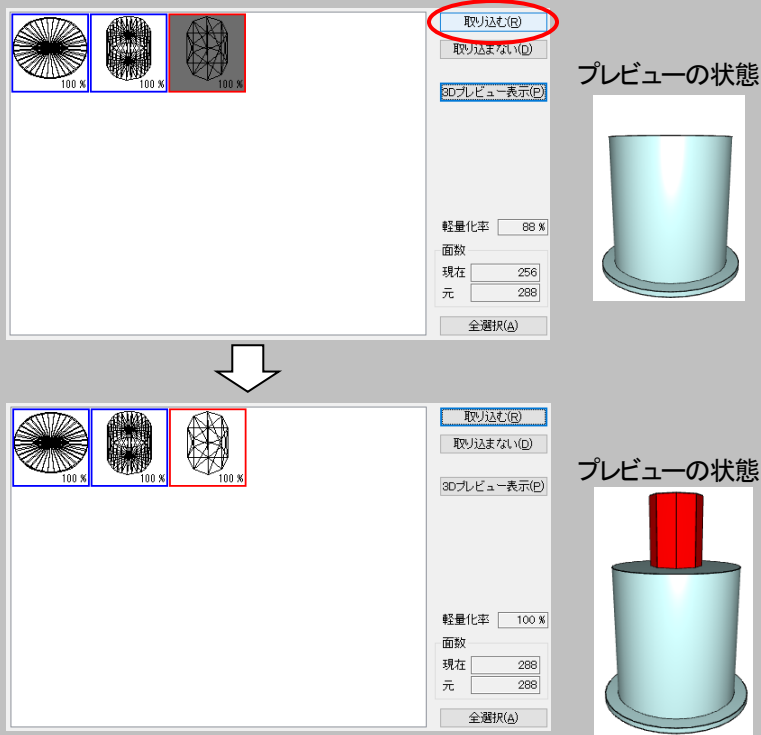 取り込む(R)
100 %
100 %
100 %
取り込まない(D)
プレビューの状態
3Dプレビュー表示(P)
軽量化率 88 %
面数
現在 256
元 288
全選択(A)
取り込む(R)
100 %
100 %
100 %
取り込まない(D)
プレビューの状態
3Dプレビュー表示(P)
軽量化率 100 %
面数
現在 288
元 288
全選択(A)